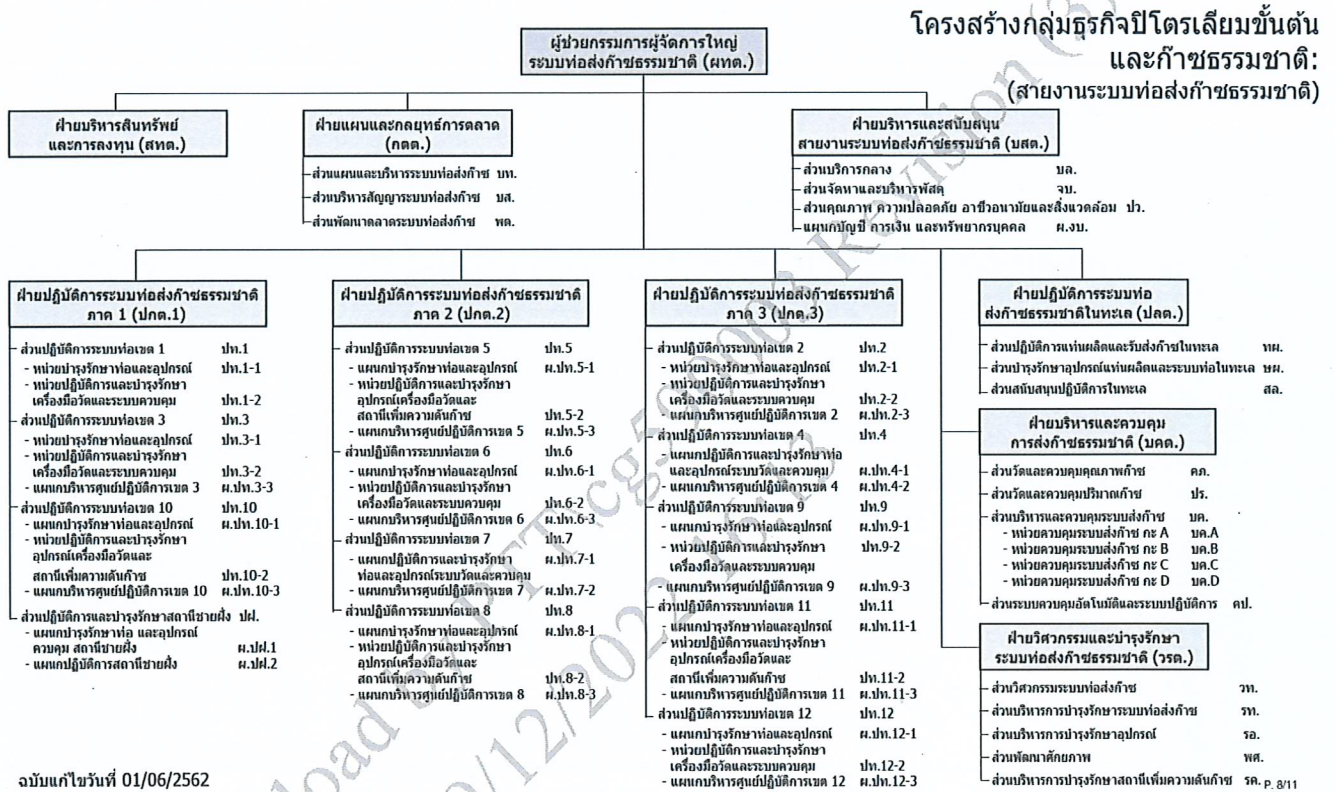 โครงสร้างกลุ่มธุรกิจปิโตรเลียมขั้นต้น
และก๊าซธรรมชาติ:
(สายงานระบบท่อส่งก๊าซธรรมชาติ)
ผู้ช่วยกรรมการผู้จัดการใหญ่
ระบบท่อส่งก๊าซธรรมชาติ (ผทต.)
ฝ่ายบริหารสินทรัพย์
และการลงทุน (สทต.)
ฝ่ายแผนและกลยุทธ์การตลาด
(กตต.)
ส่วนแผนและบริหารระบบท่อส่งก๊าซ บท.
ส่วนบริหารสัญญาระบบท่อส่งก๊าซ บส.
ส่วนพัฒนาตลาดระบบท่อส่งก๊าซ พต.
ฝ่ายบริหารและสนับสนุน
สายงานระบบท่อส่งก๊าซธรรมชาติ (บสต.)
ส่วนบริการกลาง บล.
ส่วนจัดหาและบริหารพัสดุ จบ.
ส่วนคุณภาพ ความปลอดภัย อาชีวอนามัยและสิ่งแวดล้อม ปว.
แผนกบัญชี การเงิน และทรัพยากรบุคคล ผ.งบ.
ฝ่ายปฏิบัติการระบบท่อส่งก๊าซธรรมชาติ
ภาค 1 (ปกต.1)
ส่วนปฏิบัติการระบบท่อเขต 1 ปท.1
- หน่วยบำรุงรักษาท่อและอุปกรณ์ ปท.1-1
- หน่วยปฏิบัติการและบำรุงรักษา
เครื่องมือวัดและระบบควบคุม ปท.1-2
ส่วนปฏิบัติการระบบท่อเขต 3 ปท.3
- หน่วยบำรุงรักษาท่อและอุปกรณ์ ปท.3-1
- หน่วยปฏิบัติการและบำรุงรักษา
เครื่องมือวัดและระบบควบคุม ปท.3-2
- แผนกบริหารศูนย์ปฏิบัติการเขต 3 ผ.ปท.3-3
ส่วนปฏิบัติการระบบท่อเขต 10 ปท.10
- แผนกบำรุงรักษาท่อและอุปกรณ์ ผ.ปท.10-1
- หน่วยปฏิบัติการและบำรุงรักษา
อุปกรณ์เครื่องมือวัดและ
สถานีเพิ่มความดันก๊าซ ปท.10-2
- แผนกบริหารศูนย์ปฏิบัติการเขต 10 ผ.ปท.10-3
ส่วนปฏิบัติการและบำรุงรักษาสถานีชายฝั่ง ปฝ.
- แผนกบำรุงรักษาท่อ และอุปกรณ์
ควบคุม สถานีชายฝั่ง ผ.ปฝ.1
- แผนกปฏิบัติการสถานีชายฝั่ง ผ.ปฝ.2
ฝ่ายปฏิบัติการระบบท่อส่งก๊าซธรรมชาติ
ภาค 2 (ปกต.2)
ส่วนปฏิบัติการระบบท่อเขต 5 ปท.5
- แผนกบำรุงรักษาท่อและอุปกรณ์ ผ.ปท.5-1
- หน่วยปฏิบัติการและบำรุงรักษา
อุปกรณ์เครื่องมือวัดและ
สถานีเพิ่มความดันก๊าซ ปท.5-2
- แผนกบริหารศูนย์ปฏิบัติการเขต 5 ผ.ปท.5-3
ส่วนปฏิบัติการระบบท่อเขต 6 ปท.6
- แผนกบำรุงรักษาท่อและอุปกรณ์ ผ.ปท.6-1
- หน่วยปฏิบัติการและบำรุงรักษา
เครื่องมือวัดและระบบควบคุม ปท.6-2
- แผนกบริหารศูนย์ปฏิบัติการเขต 6 ผ.ปท.6-3
ส่วนปฏิบัติการระบบท่อเขต 7 ปท.7
- แผนกปฏิบัติการและบำรุงรักษา ผ.ปท.7-1
ท่อและอุปกรณ์ระบบวัดและควบคุม
- แผนกบริหารศูนย์ปฏิบัติการเขต 7 ผ.ปท.7-2
ส่วนปฏิบัติการระบบท่อเขต 8 ปท.8
- แผนกบำรุงรักษาท่อและอุปกรณ์ ผ.ปท.8-1
- หน่วยปฏิบัติการและบำรุงรักษา
อุปกรณ์เครื่องมือวัดและ
สถานีเพิ่มความดันก๊าซ ปท.8-2
- แผนกบริหารศูนย์ปฏิบัติการเขต 8 ผ.ปท.8-3
ฝ่ายปฏิบัติการระบบท่อส่งก๊าซธรรมชาติ
ภาค 3 (ปกต.3)
ส่วนปฏิบัติการระบบท่อเขต 2 ปท.2
- หน่วยบำรุงรักษาท่อและอุปกรณ์ ปท.2-1
- หน่วยปฏิบัติการและบำรุงรักษา
เครื่องมือวัดและระบบควบคุม ปท.2-2
- แผนกบริหารศูนย์ปฏิบัติการเขต 2 ผ.ปท.2-3
ส่วนปฏิบัติการระบบท่อเขต 4 ปท.4
- แผนกปฏิบัติการและบำรุงรักษาท่อ
และอุปกรณ์ระบบวัดและควบคุม ผ.ปท.4-1
- แผนกบริหารศูนย์ปฏิบัติการเขต 4 ผ.ปท.4-2
ส่วนปฏิบัติการระบบท่อเขต 9 ปท.9
- แผนกบำรุงรักษาท่อและอุปกรณ์ ผ.ปท.9-1
- หน่วยปฏิบัติการและบำรุงรักษา ปท.9-2
เครื่องมือวัดและระบบควบคุม
- แผนกบริหารศูนย์ปฏิบัติการเขต 9 ผ.ปท.9-3
ส่วนปฏิบัติการระบบท่อเขต 11 ปท.11
- แผนกบำรุงรักษาท่อและอุปกรณ์ ผ.ปท.11-1
- หน่วยปฏิบัติการและบำรุงรักษา
อุปกรณ์เครื่องมือวัดและ
สถานีเพิ่มความดันก๊าซ ปท.11-2
- แผนกบริหารศูนย์ปฏิบัติการเขต 11 ผ.ปท.11-3
ส่วนปฏิบัติการระบบท่อเขต 12 ปท.12
- แผนกบำรุงรักษาท่อและอุปกรณ์ ผ.ปท.12-1
- หน่วยปฏิบัติการและบำรุงรักษา
เครื่องมือวัดและระบบควบคุม ปท.12-2
- แผนกบริหารศูนย์ปฏิบัติการเขต 12 ผ.ปท.12-3
ฝ่ายปฏิบัติการระบบท่อ
ส่งก๊าซธรรมชาติในทะเล (ปลต.)
ส่วนปฏิบัติการแท่นผลิตและรับส่งก๊าซในทะเล ทผ.
ส่วนบำรุงรักษาอุปกรณ์แท่นผลิตและระบบท่อในทะเล ษผ.
ส่วนสนับสนุนปฏิบัติการในทะเล สล.
ฝ่ายบริหารและควบคุม
การส่งก๊าซธรรมชาติ (บคต.)
ส่วนวัดและควบคุมคุณภาพก๊าซ คภ.
ส่วนวัดและควบคุมปริมาณก๊าซ ปร.
ส่วนบริหารและควบคุมระบบส่งก๊าซ บค.
- หน่วยควบคุมระบบส่งก๊าซ กะ A บค.A
- หน่วยควบคุมระบบส่งก๊าซ กะ B บค.B
- หน่วยควบคุมระบบส่งก๊าซ กะ C บค.C
- หน่วยควบคุมระบบส่งก๊าซ กะ D บค.D
ส่วนระบบควบคุมอัตโนมัติและระบบปฏิบัติการ คป.
ฝ่ายวิศวกรรมและบำรุงรักษา
ระบบท่อส่งก๊าซธรรมชาติ (วรต.)
ส่วนวิศวกรรมระบบท่อส่งก๊าซ วท.
ส่วนบริหารการบำรุงรักษาระบบท่อส่งก๊าซ รท.
ส่วนบริหารการบำรุงรักษาอุปกรณ์ รอ.
ส่วนพัฒนาศักยภาพ พศ.
ส่วนบริหารการบำรุงรักษาสถานีเพิ่มความดันก๊าซ รค.
ฉบับแก้ไขวันที่ 01/06/2562
P. 8/11